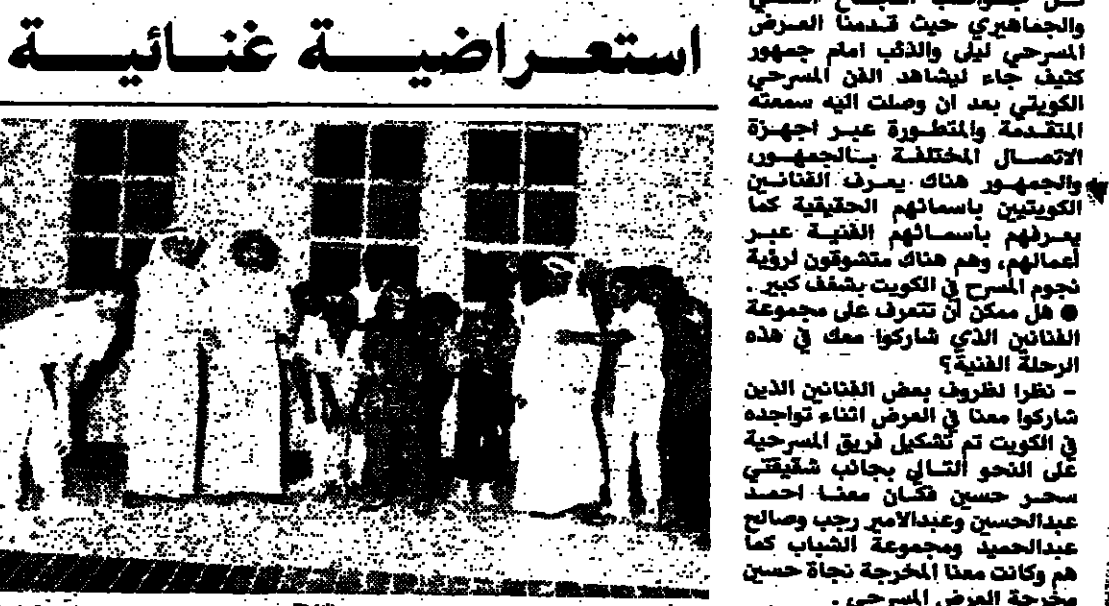 استعراضية غنائية
والجماهيري حيث قدمنا العرض
المسرحي ليلى والذئب امام جمهور
كثيف جاء ليشاهد الفن المسرحي
الكويتي بعد ان وصلت اليه سمعته
المتقدمة والمتطورة عبر اجهزة
الاتصال المختلفة بالجمهور،
والجمهور هناك يعرف الفنانين
الكويتيين باسمائهم الحقيقية كما
يعرفهم بأسمائهم الفنية عبر
أعمالهم، وهم هناك متشوقون لرؤية
نجوم المسرح في الكويت بشغف كبير.
● هل ممكن أن نتعرف على مجموعة
الفنانين الذي شاركوا معك في هذه
الرحلة الفنية؟
- نظرا لظروف بعض الفنانين الذين
شاركوا معنا في العرض اثناء تواجده
في الكويت تم تشكيل فريق المسرحية
على النحو التالي بجانب شقيقتي
سحر حسين فكان معنا احمد
عبدالحسين وعبدالامير رجب وصالح
عبدالحميد ومجموعة الشباب كما
هم وكانت معنا المخرجة نجاة حسين
مخرجة العرض المسرحي.